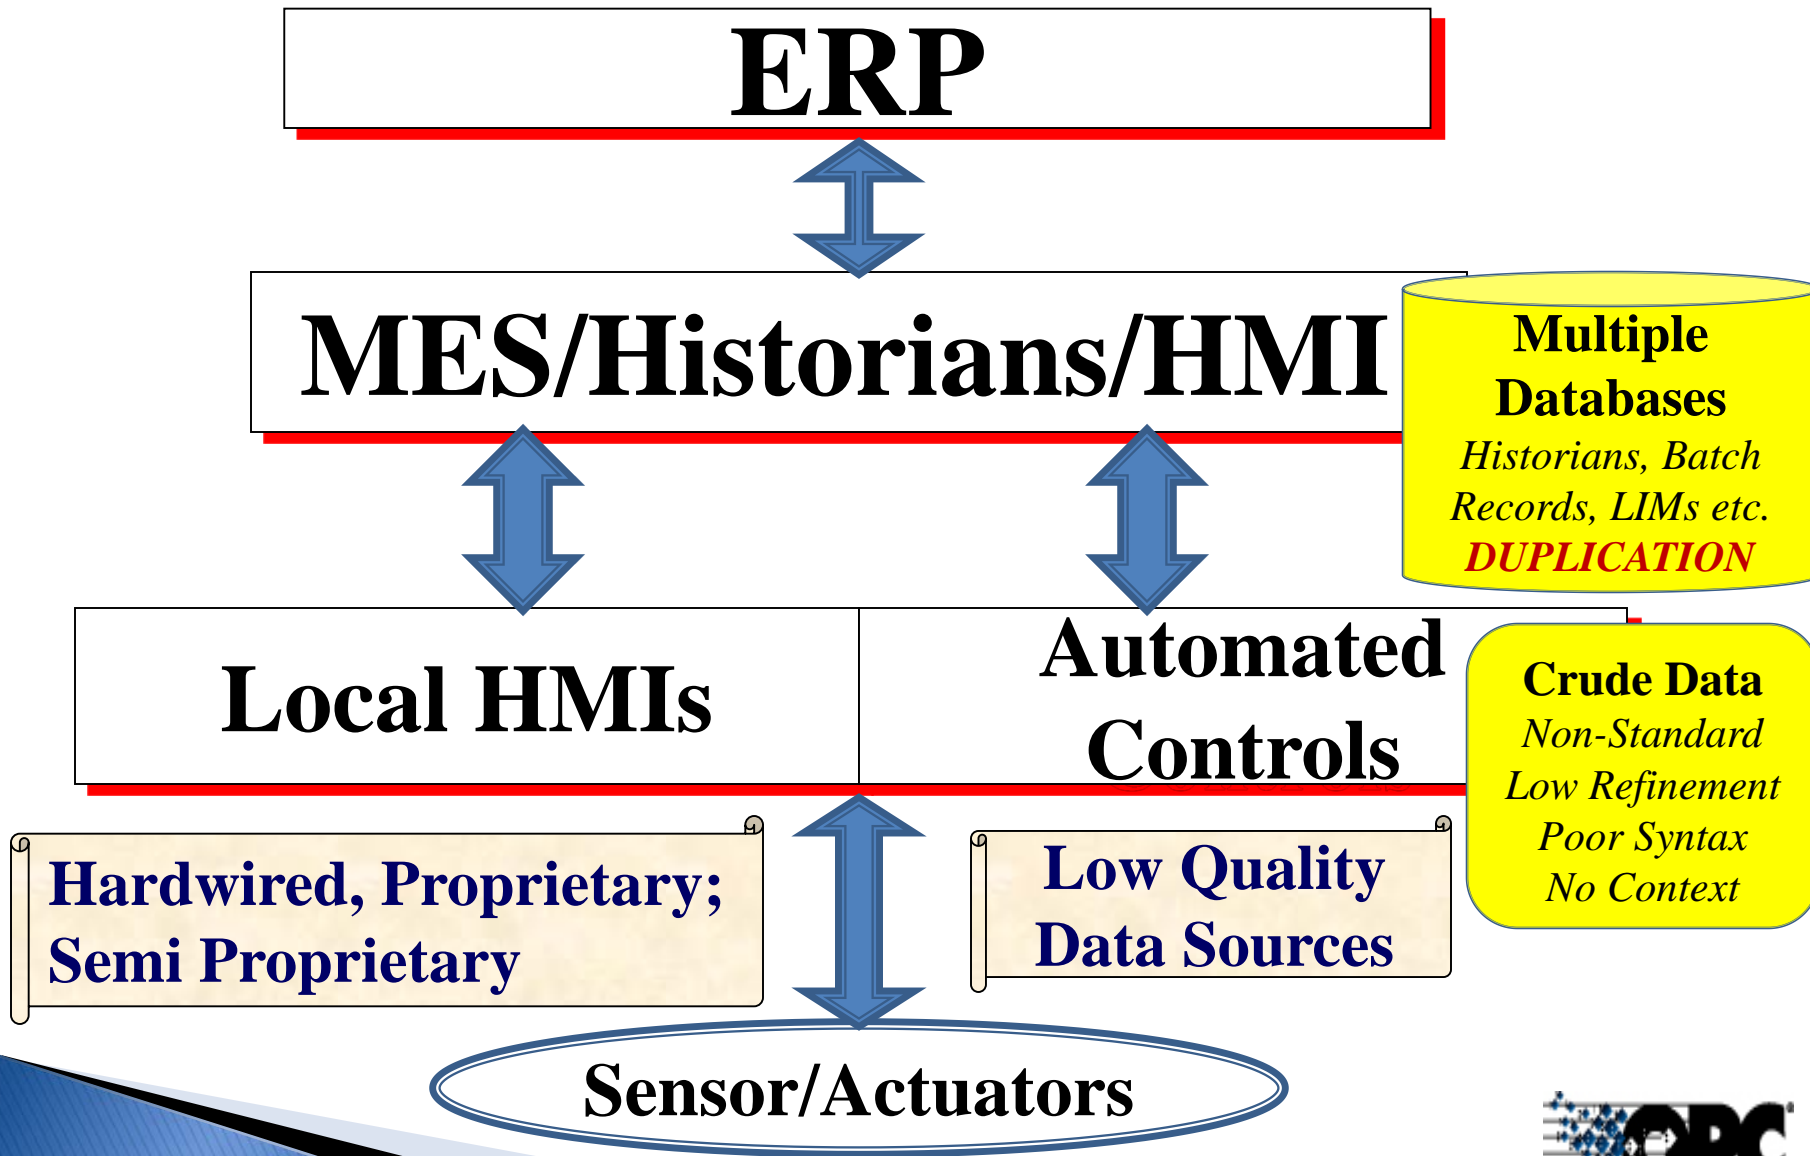 ERP
MES/Historians/HMI
Multiple
Databases
Historians, Batch
Records, LIMs etc.
DUPLICATION
Local HMIs
Automated
Controls
Crude Data
Non-Standard
Low Refinement
Poor Syntax
No Context
Hardwired, Proprietary;
Semi Proprietary
Low Quality
Data Sources
Sensor/Actuators
OPC